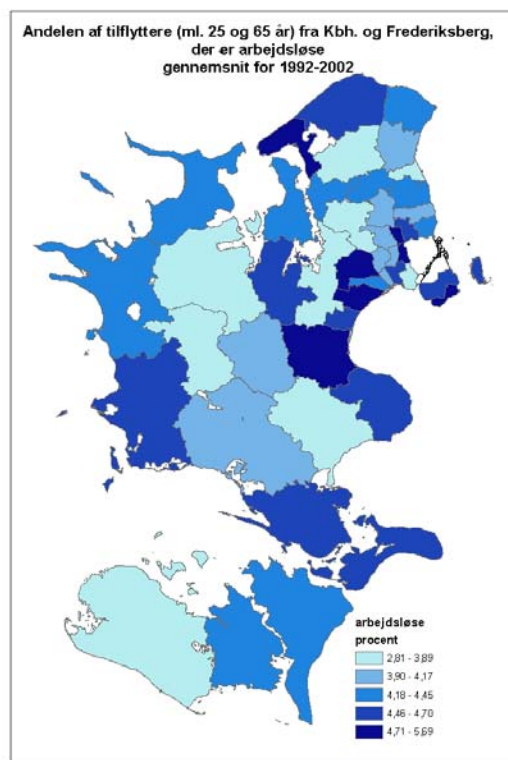 Andelen af tilflyttere (ml. 25 og 65 år) fra Kbh. og Frederiksberg,
der er arbejdsløse
gennemsnit for 1992-2002
arbejdsløse
procent
2,81 - 3,89
3,90 - 4,17
4,18 - 4,45
4,46 - 4,70
4,71 - 5,69